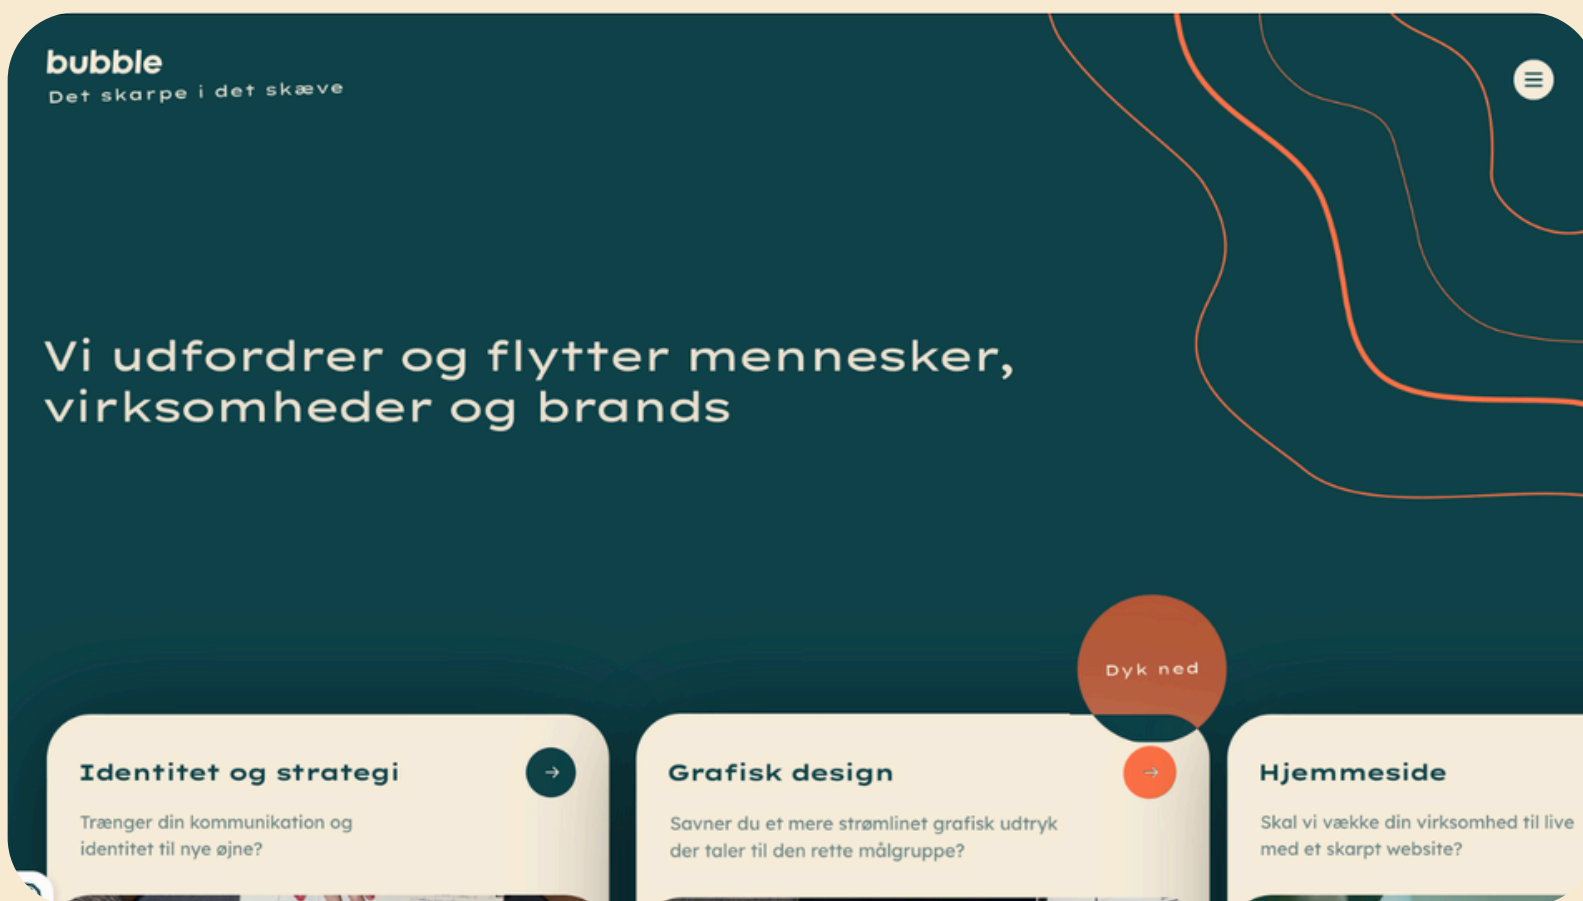 bubble
Det skarpe i det skæve
Vi udfordrer og flytter mennesker,
virksomheder og brands
Dyk ned
Identitet og strategi
Trænger din kommunikation og
identitet til nye øjne?
Grafisk design
Savner du et mere strømlinet grafisk udtryk
der taler til den rette målgruppe?
Hjemmeside
Skal vi vække din virksomhed til live
med et skarpt website?